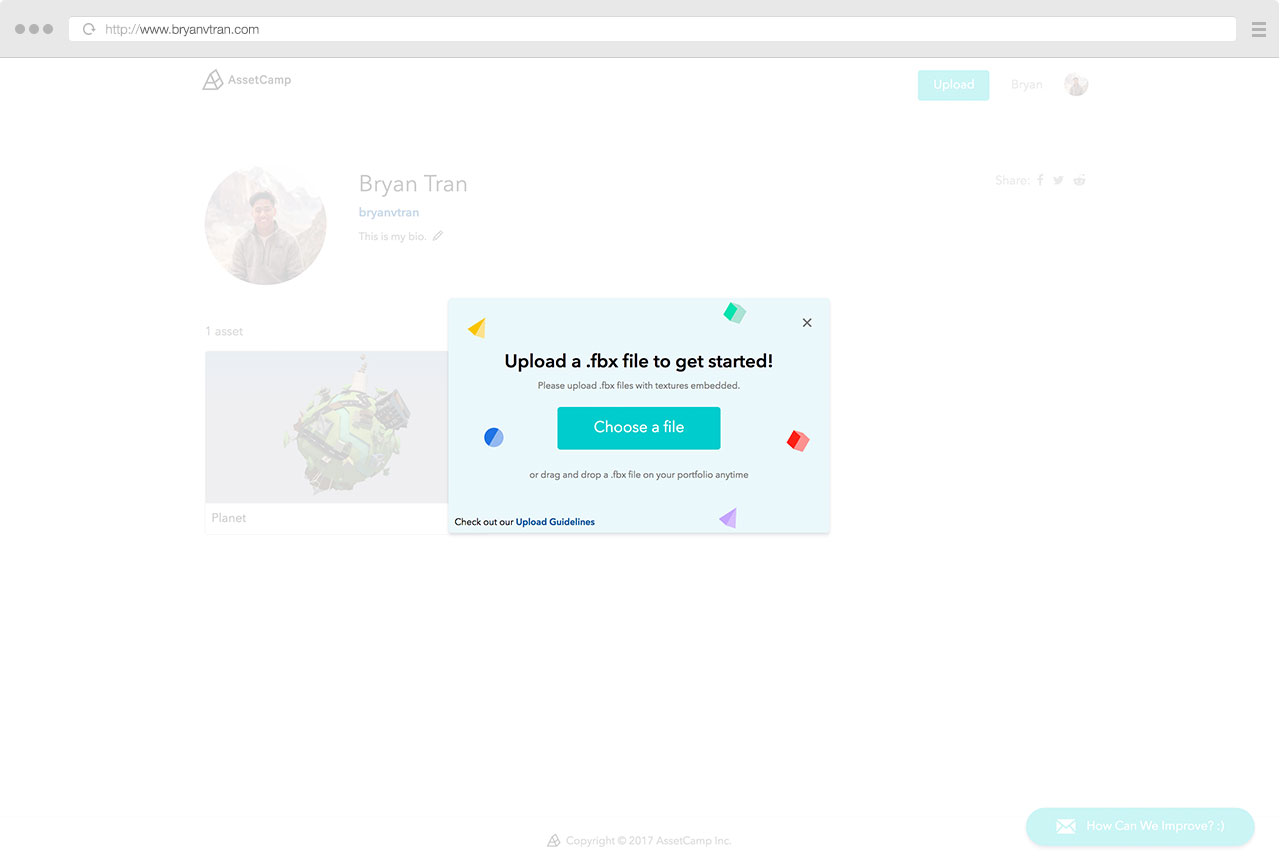 http://www.bryanvtran.com
AssetCamp
Upload
Bryan
Bryan Tran
Share:
bryanvtran
This is my bio.
1 asset
Upload a .fbx file to get started!
Please upload .fbx files with textures embedded.
Choose a file
or drag and drop a .fbx file on your portfolio anytime
Planet
Check out our Upload Guidelines
How Can We Improve? :)
Copyright © 2017 AssetCamp Inc.